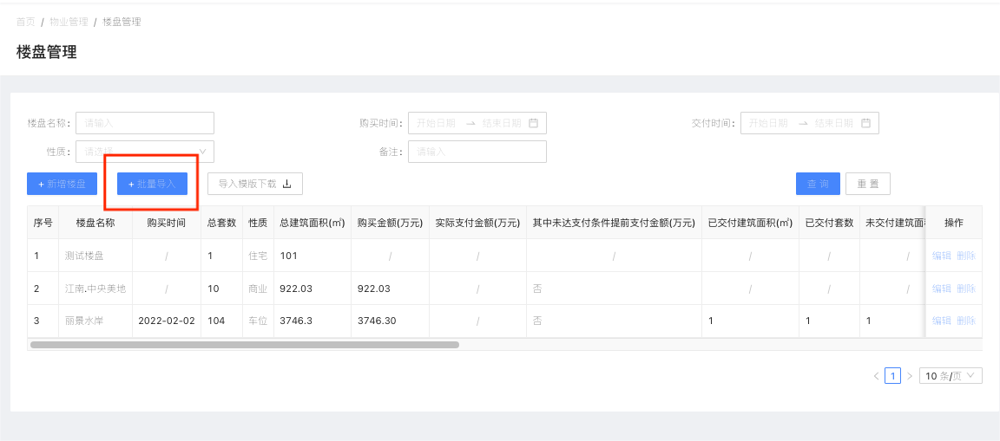 首页 / 物业管理 / 楼盘管理
楼盘管理
楼盘名称: 请输入 购买时间: 开始日期 → 结束日期 交付时间: 开始日期 → 结束日期
性质: 请选择 备注: 请输入
+ 新增楼盘 + 批量导入 导入模版下载 查 询 重 置
序号 楼盘名称 购买时间 总套数 性质 总建筑面积(㎡) 购买金额(万元) 实际支付金额(万元) 其中未达支付条件提前支付金额(万元) 已交付建筑面积(㎡) 已交付套数 未交付建筑面 操作
1 测试楼盘 / 1 住宅 101 / / / / / / 编辑 删除
2 江南.中央美地 / 10 商业 922.03 922.03 / 否 / / / 编辑 删除
3 丽景水岸 2022-02-02 104 车位 3746.3 3746.30 / 否 1 1 1 编辑 删除
< 1 > 10 条/页